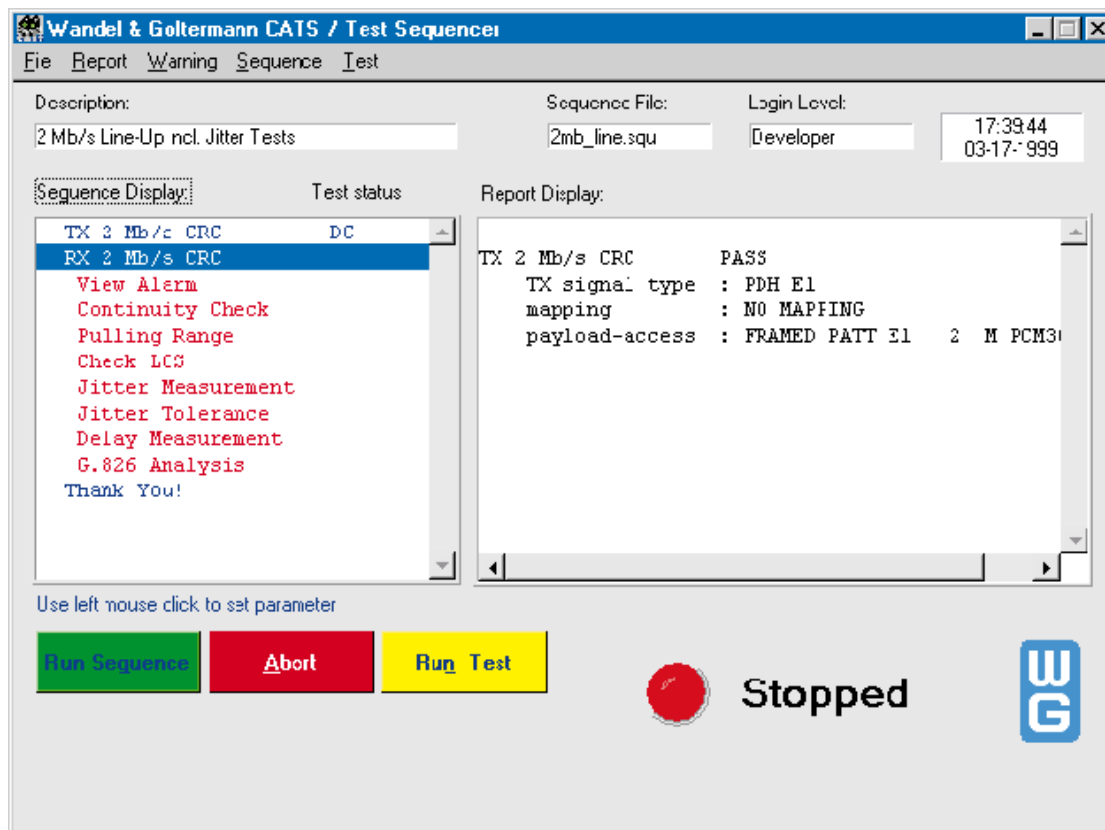 Wandel & Goltermann CATS / Test Sequencer
Fie Report Warning Sequence Test
Description: Sequence File: Login Level:
2 Mb/s Line-Up ncl. Jitter Tests 2mb_line.squ Developer
17:39:44
03-17-1999
Sequence Display: Test status Report Display:
TX 2 Mb/s CRC DC
RX 2 Mb/s CRC
View Alarm
Continuity Check
Pulling Range
Check LCS
Jitter Measurement
Jitter Tolerance
Delay Measurement
G.826 Analysis
Thank You!
TX 2 Mb/s CRC PASS
TX signal type : PDH E1
mapping : NO MAPPING
payload-access : FRAMED PATT E1 2 M PCM30
Use left mouse click to set parameter
Run Sequence Abort Run Test
Stopped
WG